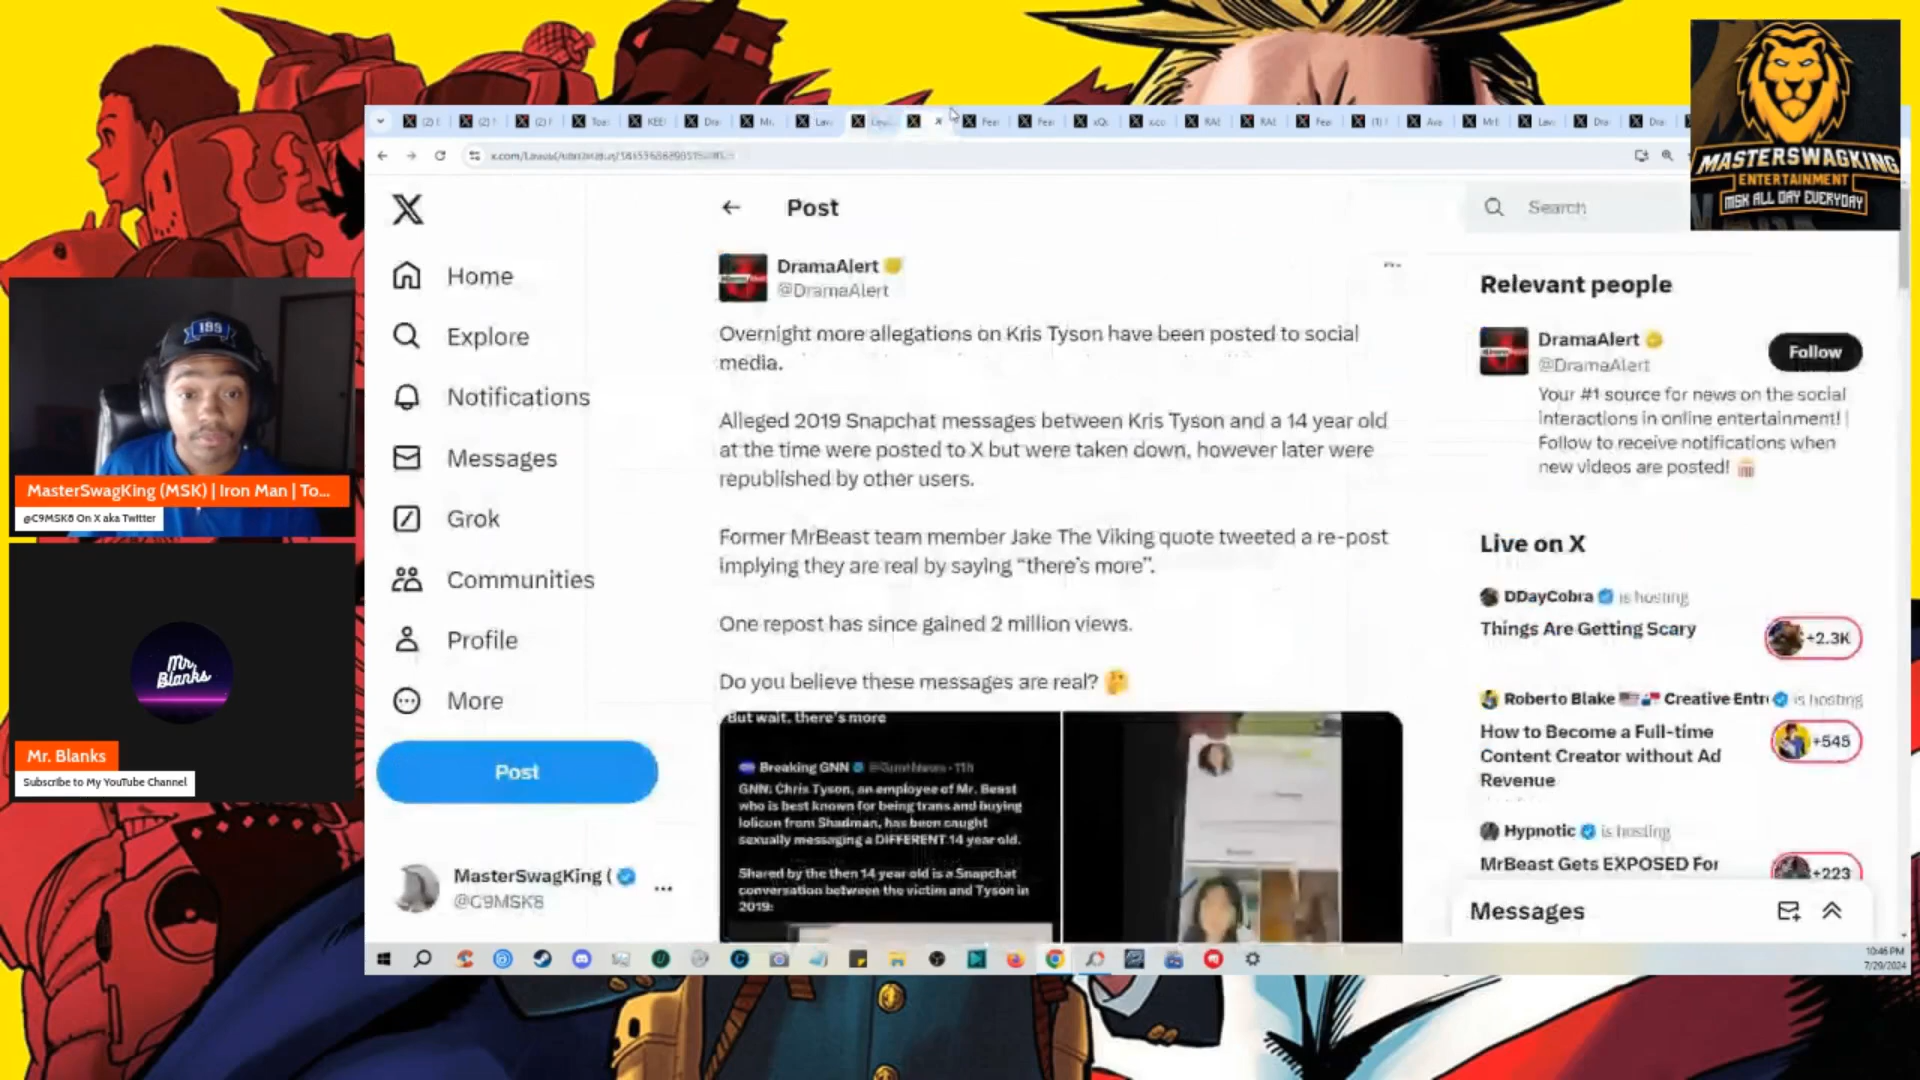 MASTERSWAGKING
ENTERTAINMENT
MSK ALL DAY EVERYDAY
Post
Search
Home
Explore
Notifications
Messages
Grok
Communities
Profile
More
Post
MasterSwagKing (
@C9MSK8
DramaAlert
@DramaAlert
Overnight more allegations on Kris Tyson have been posted to social
media.
Alleged 2019 Snapchat messages between Kris Tyson and a 14 year old
at the time were posted to X but were taken down, however later were
republished by other users.
Former MrBeast team member Jake The Viking quote tweeted a re-post
implying they are real by saying “there’s more”.
One repost has since gained 2 million views.
Do you believe these messages are real?
But wait, there's more
Breaking GNN
GNN: Chris Tyson, an employee of Mr. Beast
who is best known for being trans and buying
lolicon from Shadman, has been caught
sexually messaging a DIFFERENT 14 year old.
Shared by the then 14 year old is a Snapchat
conversation between the victim and Tyson in
2019:
Relevant people
DramaAlert
@DramaAlert
Follow
Your #1 source for news on the social
interactions in online entertainment! |
Follow to receive notifications when
new videos are posted!
Live on X
DDayCobra is hosting
Things Are Getting Scary
+2.3K
Roberto Blake Creative Entr is hosting
How to Become a Full-time
Content Creator without Ad
Revenue
+545
Hypnotic is hosting
MrBeast Gets EXPOSED For
+223
Messages
10:46 PM
7/29/2024
MasterSwagKing (MSK) | Iron Man | To...
@C9MSK8 On X aka Twitter
Mr.
Blanks
Mr. Blanks
Subscribe to My YouTube Channel